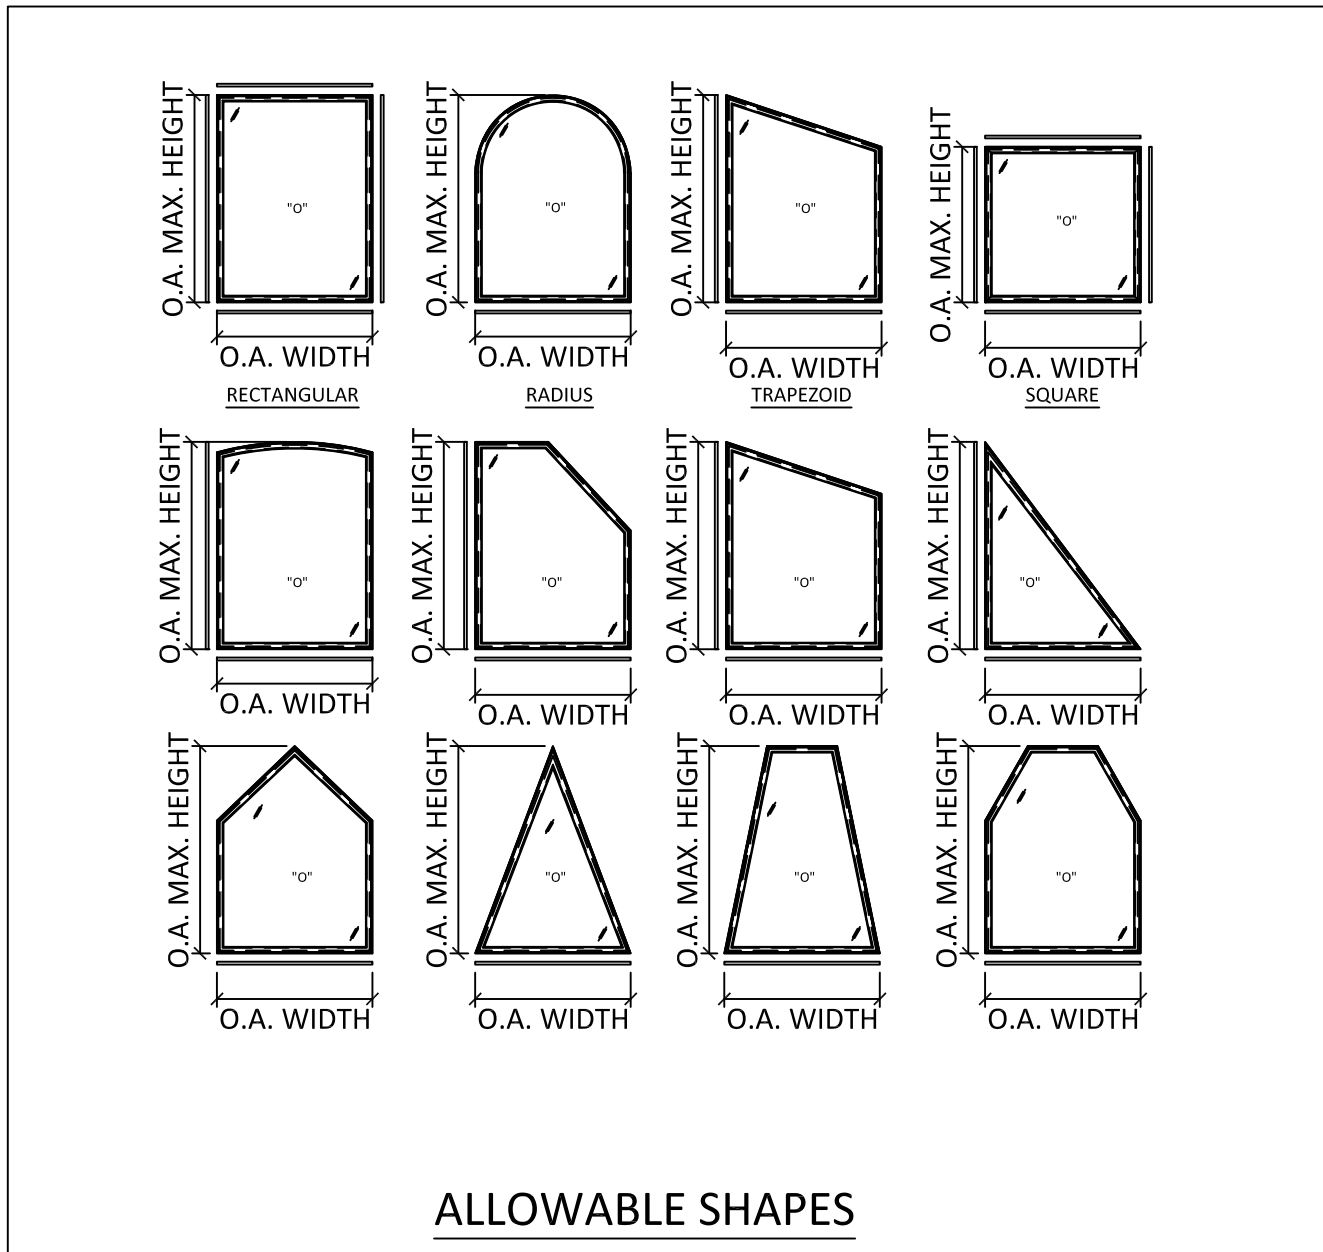 O.A. MAX. HEIGHT
"O"
O.A. WIDTH
RECTANGULAR
O.A. MAX. HEIGHT
"O"
O.A. WIDTH
RADIUS
O.A. MAX. HEIGHT
"O"
O.A. WIDTH
TRAPEZOID
O.A. MAX. HEIGHT
"O"
O.A. WIDTH
SQUARE
O.A. MAX. HEIGHT
"O"
O.A. WIDTH
O.A. MAX. HEIGHT
"O"
O.A. WIDTH
O.A. MAX. HEIGHT
"O"
O.A. WIDTH
O.A. MAX. HEIGHT
"O"
O.A. WIDTH
O.A. MAX. HEIGHT
"O"
O.A. WIDTH
O.A. MAX. HEIGHT
"O"
O.A. WIDTH
O.A. MAX. HEIGHT
"O"
O.A. WIDTH
O.A. MAX. HEIGHT
"O"
O.A. WIDTH
ALLOWABLE SHAPES